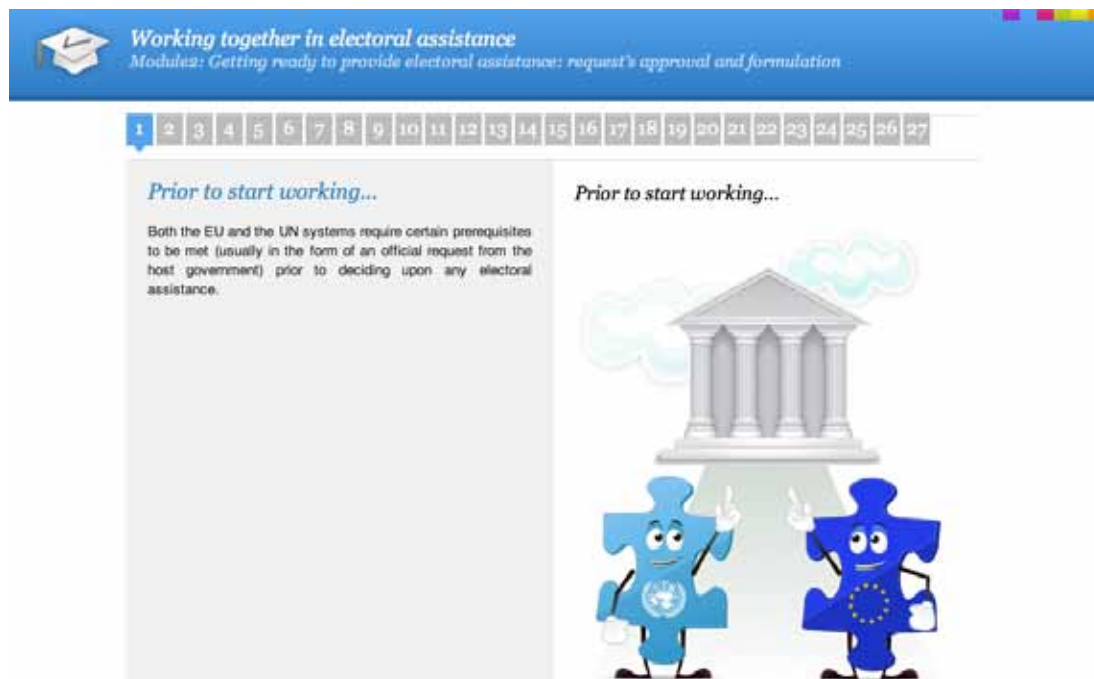 Working together in electoral assistance
Module2: Getting ready to provide electoral assistance: request's approval and formulation
1 2 3 4 5 6 7 8 9 10 11 12 13 14 15 16 17 18 19 20 21 22 23 24 25 26 27
Prior to start working...
Both the EU and the UN systems require certain prerequisites
to be met (usually in the form of an official request from the
host government) prior to deciding upon any electoral
assistance.
Prior to start working...